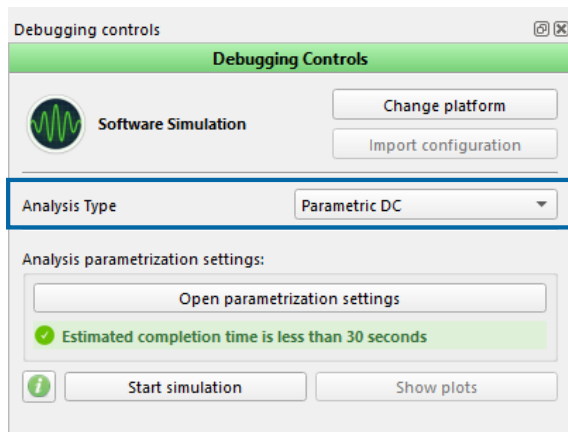 Debugging controls
Debugging Controls
Software Simulation
Change platform
Import configuration
Analysis Type
Parametric DC
Analysis parametrization settings:
Open parametrization settings
Estimated completion time is less than 30 seconds
Start simulation
Show plots